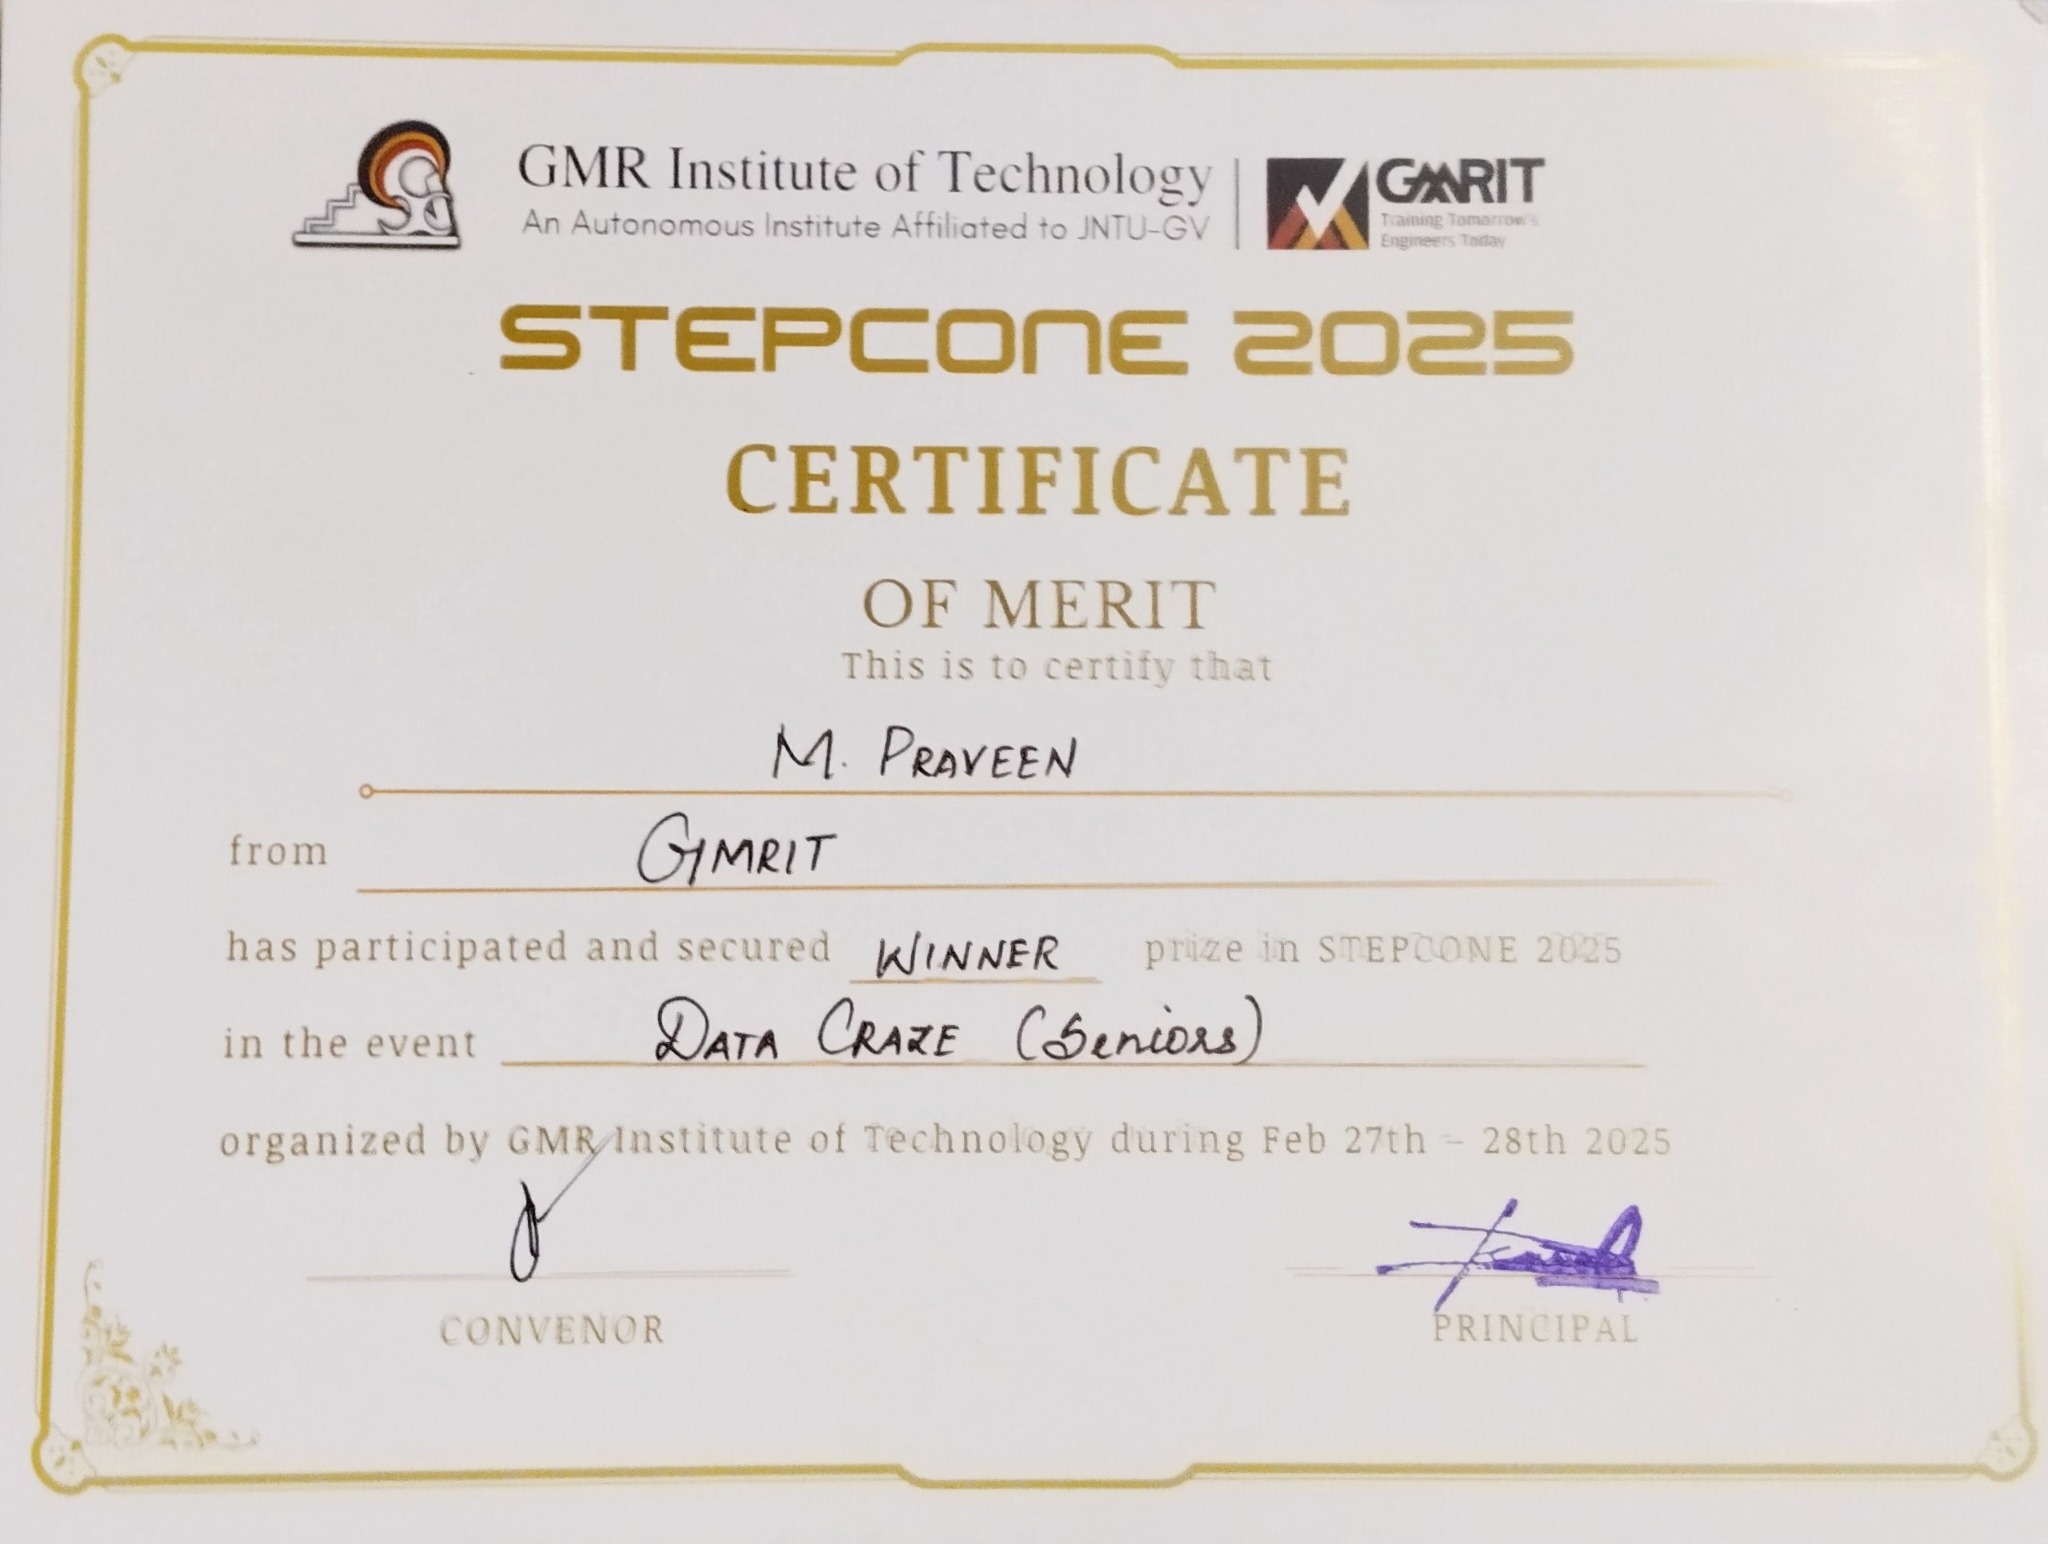 GMR Institute of Technology
An Autonomous Institute Affiliated to JNTU-GV
GMRIT
Training Tomorrow's
Engineers Today
STEPCONE 2025
CERTIFICATE
OF MERIT
This is to certify that
M. PRAVEEN
from GMRIT
has participated and secured WINNER prize in STEPCONE 2025
in the event DATA CRAZE (Seniors)
organized by GMR Institute of Technology during Feb 27th - 28th 2025
CONVENOR PRINCIPAL